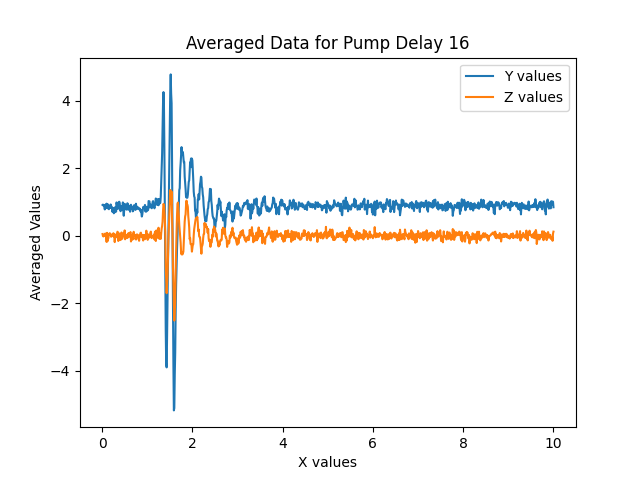 Averaged Data for Pump Delay 16
Y values
Z values
Averaged Values
4
2
0
−2
−4
0
2
4
6
8
10
X values